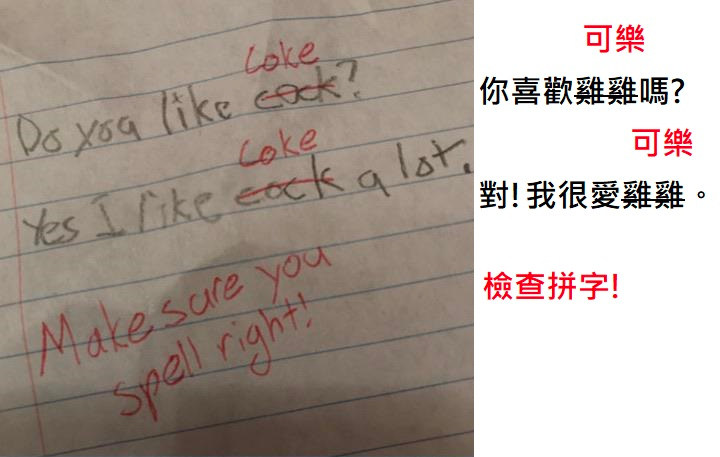 Coke
Do you like cock?
Coke
Yes I like cock a lot.
Make sure you
spell right!
可樂
你喜歡雞雞嗎?
可樂
對! 我很愛雞雞。
檢查拼字!